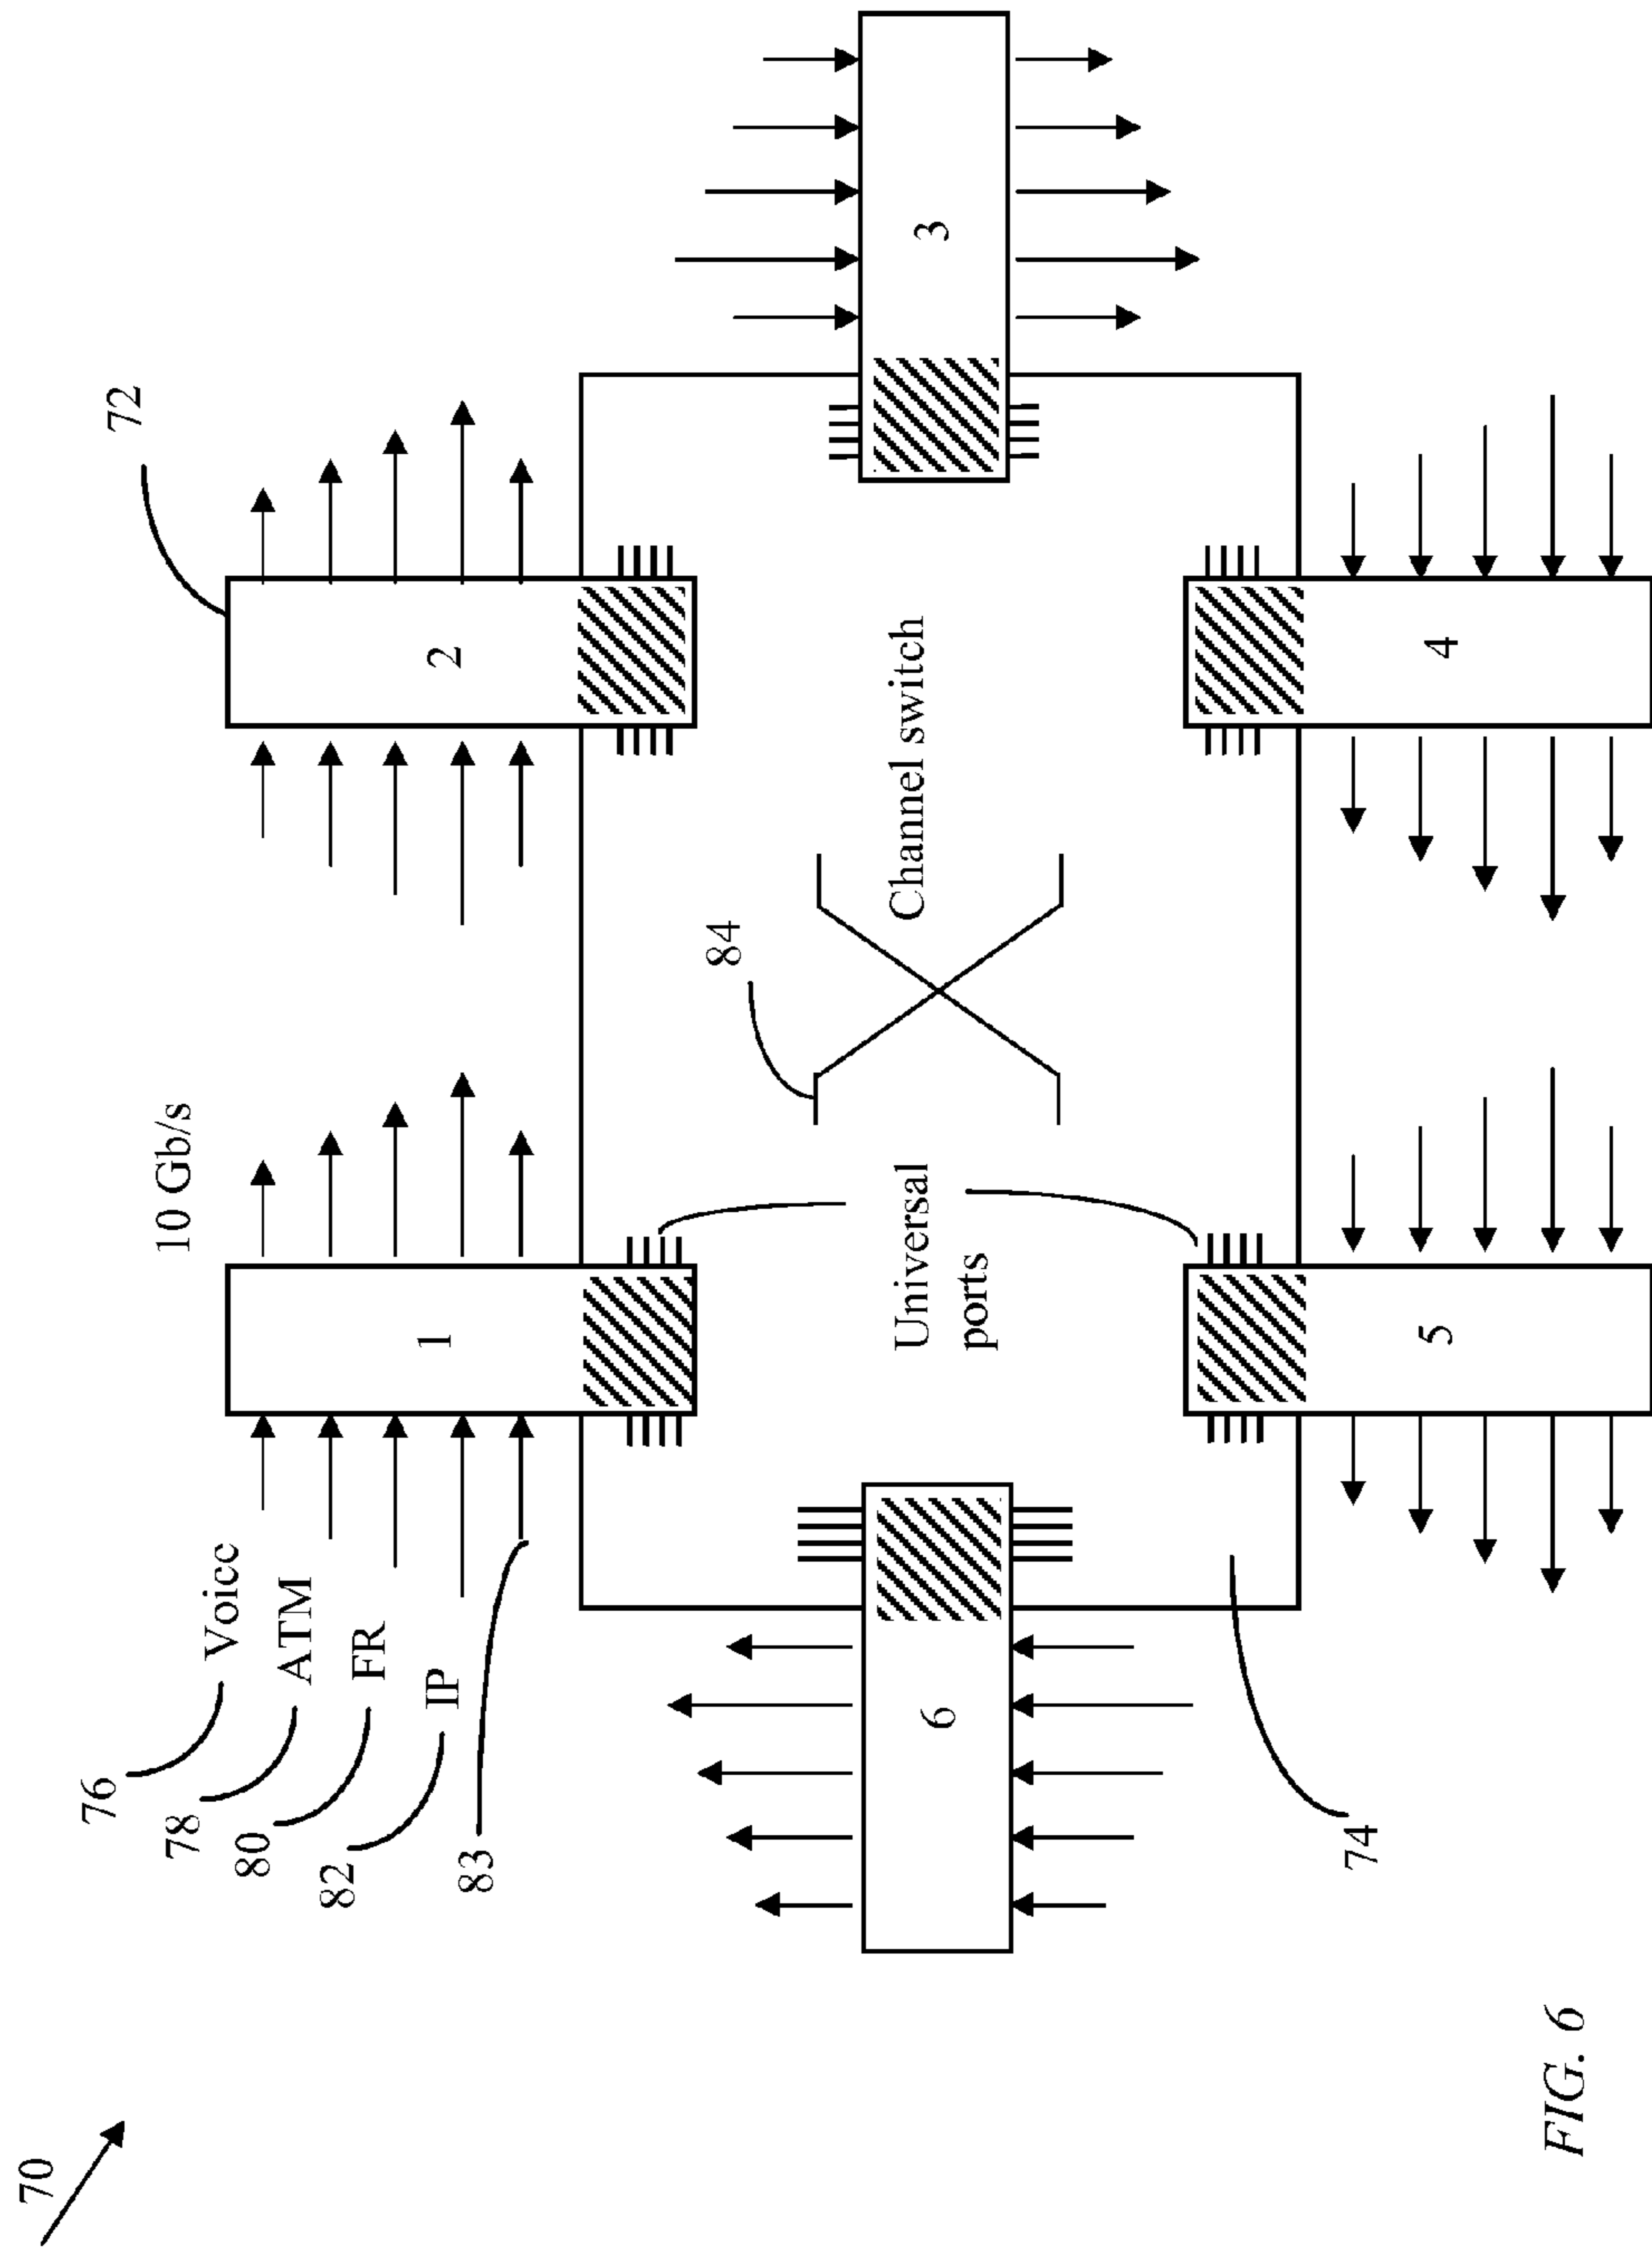 70
76
72
10 Gb/s
78
Voice
80
ATM
82
FR
IP
83
1
2
84
Universal
ports
Channel switch
6
3
74
5
4
FIG. 6